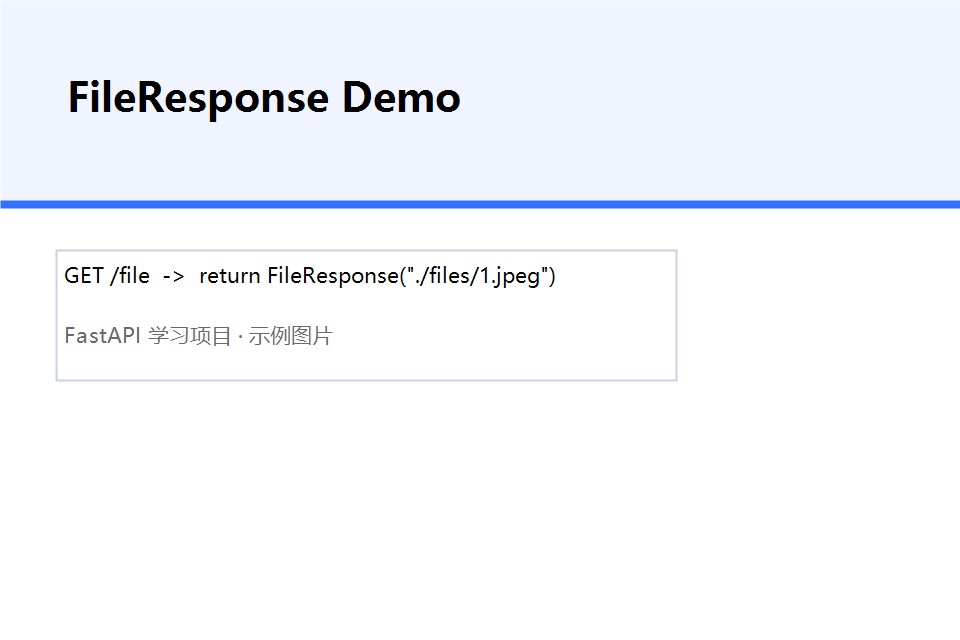 FileResponse Demo
GET /file -> return FileResponse("./files/1.jpeg")
FastAPI 学习项目 · 示例图片